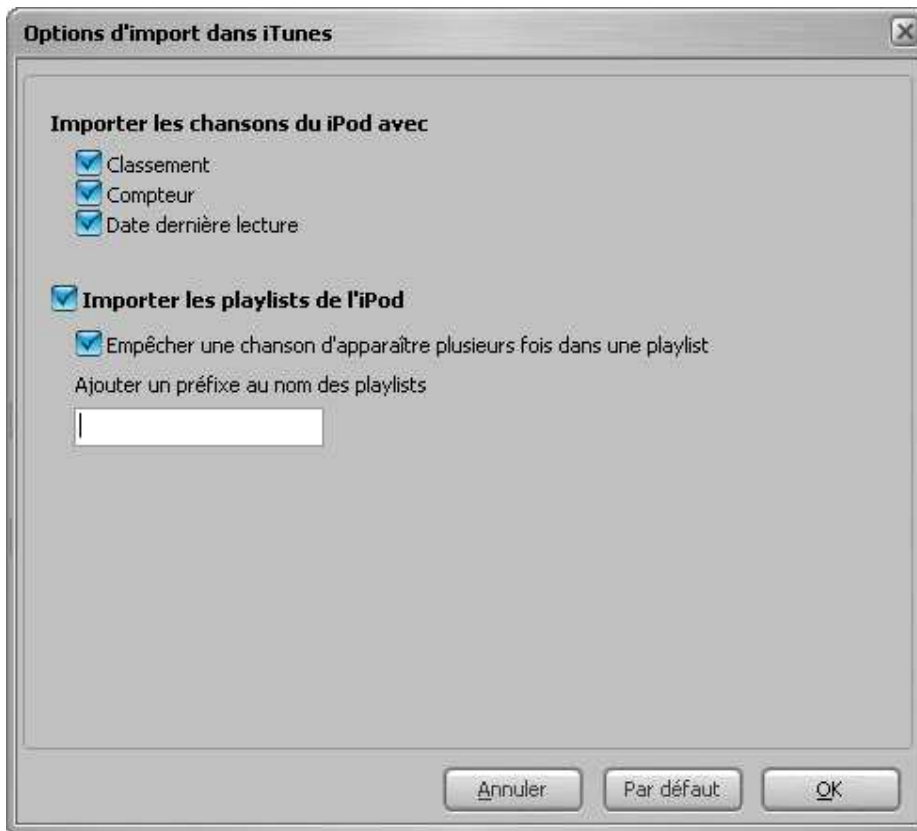 Options d'import dans iTunes
Importer les chansons du iPod avec
Classement
Compteur
Date dernière lecture
Importer les playlists de l'iPod
Empêcher une chanson d'apparaître plusieurs fois dans une playlist
Ajouter un préfixe au nom des playlists
Annuler
Par défaut
OK